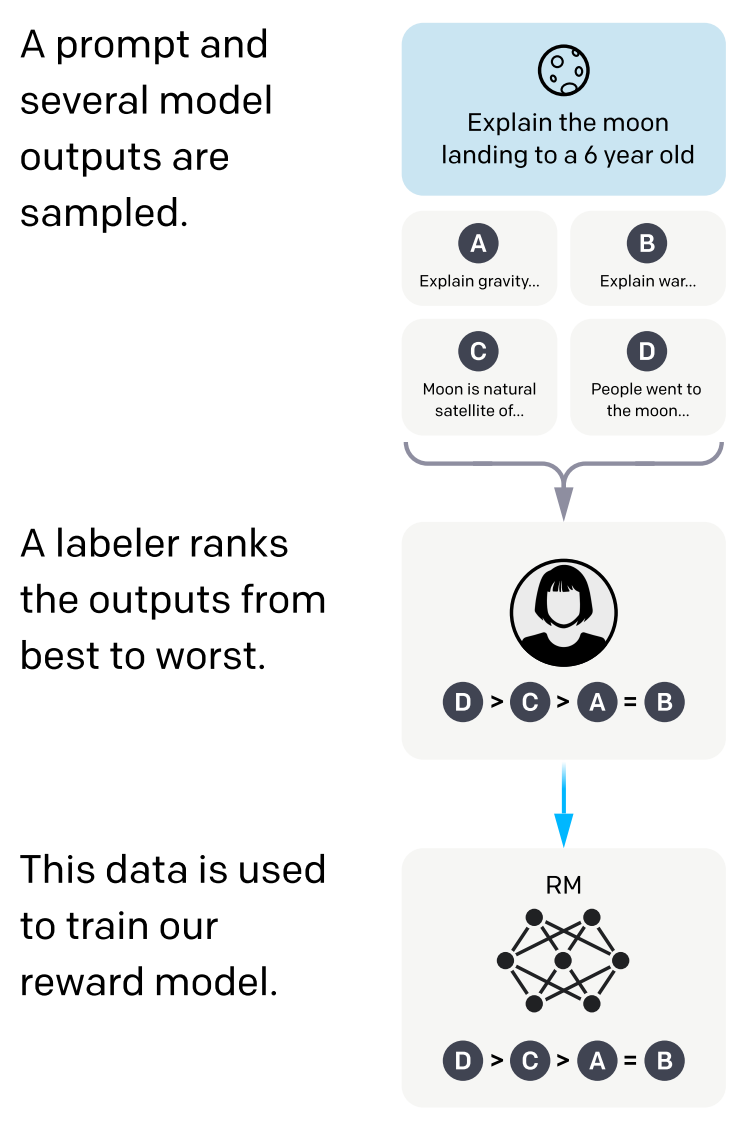 A prompt and
several model
outputs are
sampled.
Explain the moon
landing to a 6 year old
A
Explain gravity...
B
Explain war...
C
Moon is natural
satellite of...
D
People went to
the moon...
A labeler ranks
the outputs from
best to worst.
D > C > A = B
This data is used
to train our
reward model.
RM
D > C > A = B